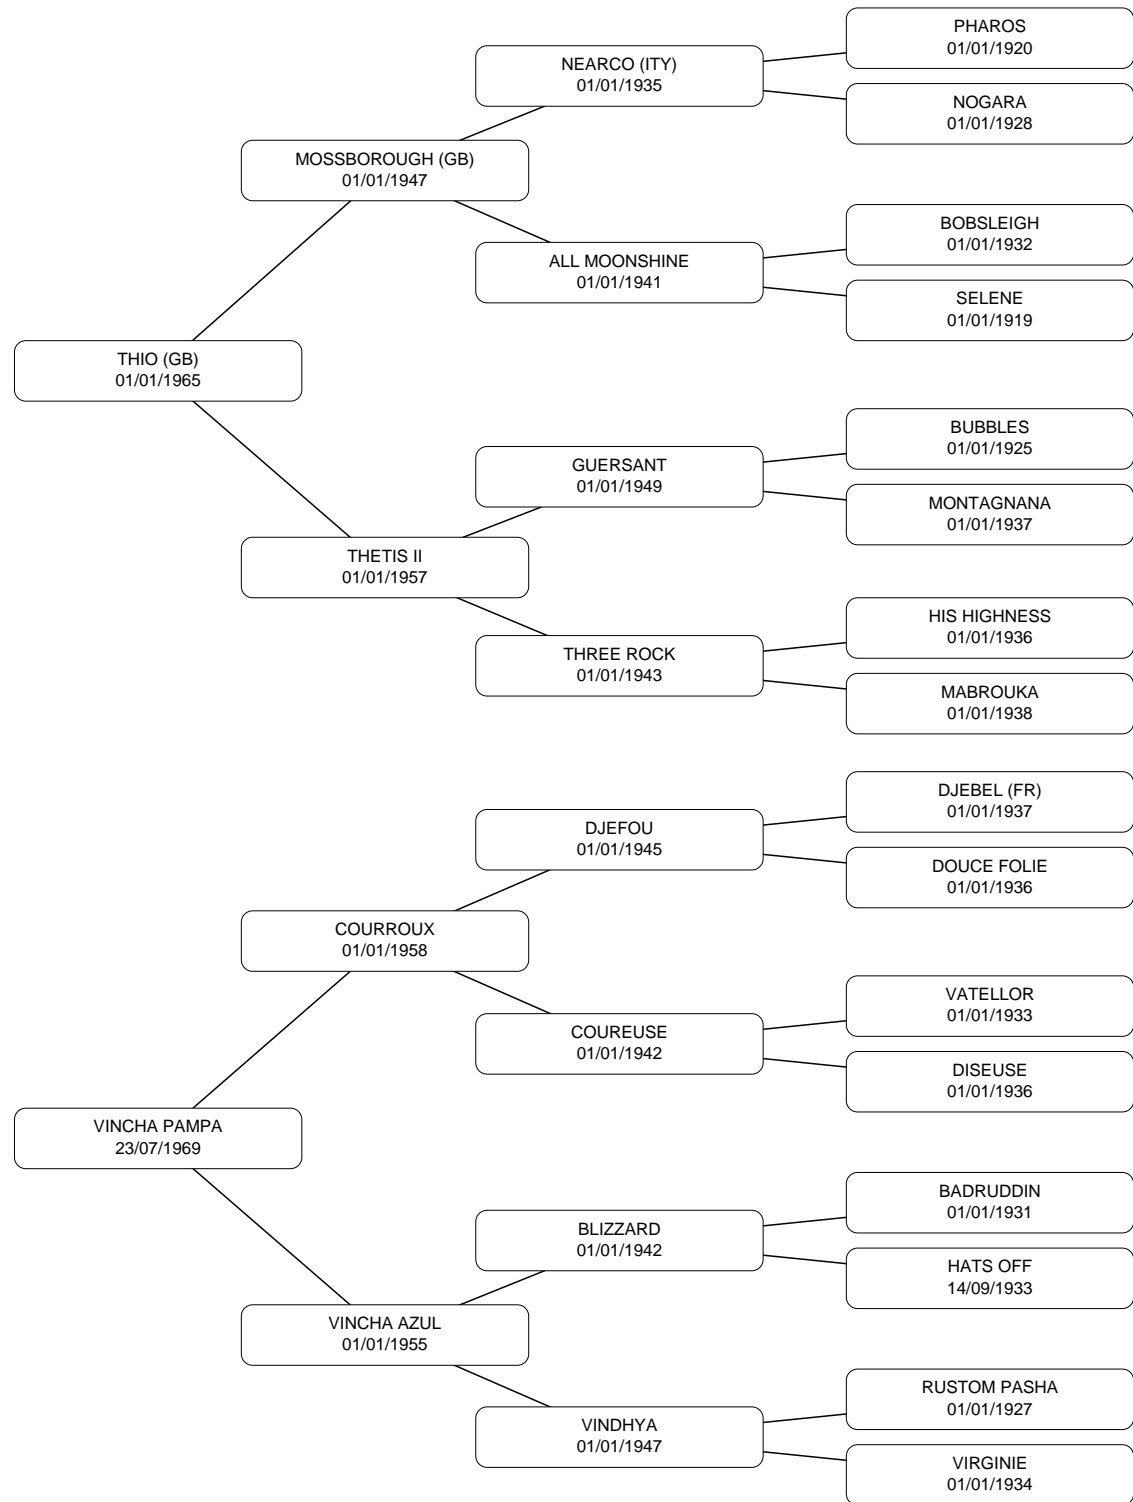 PHAROS
01/01/1920
NEARCO (ITY)
01/01/1935
NOGARA
01/01/1928
MOSSBOROUGH (GB)
01/01/1947
BOBSLEIGH
01/01/1932
ALL MOONSHINE
01/01/1941
SELENE
01/01/1919
THIO (GB)
01/01/1965
BUBBLES
01/01/1925
GUERSANT
01/01/1949
MONTAGNANA
01/01/1937
THETIS II
01/01/1957
HIS HIGHNESS
01/01/1936
THREE ROCK
01/01/1943
MABROUKA
01/01/1938
DJEBEL (FR)
01/01/1937
DJEFOU
01/01/1945
DOUCE FOLIE
01/01/1936
COURROUX
01/01/1958
VATELLOR
01/01/1933
COUREUSE
01/01/1942
DISEUSE
01/01/1936
VINCHA PAMPA
23/07/1969
BADRUDDIN
01/01/1931
BLIZZARD
01/01/1942
HATS OFF
14/09/1933
VINCHA AZUL
01/01/1955
RUSTOM PASHA
01/01/1927
VINDHYA
01/01/1947
VIRGINIE
01/01/1934